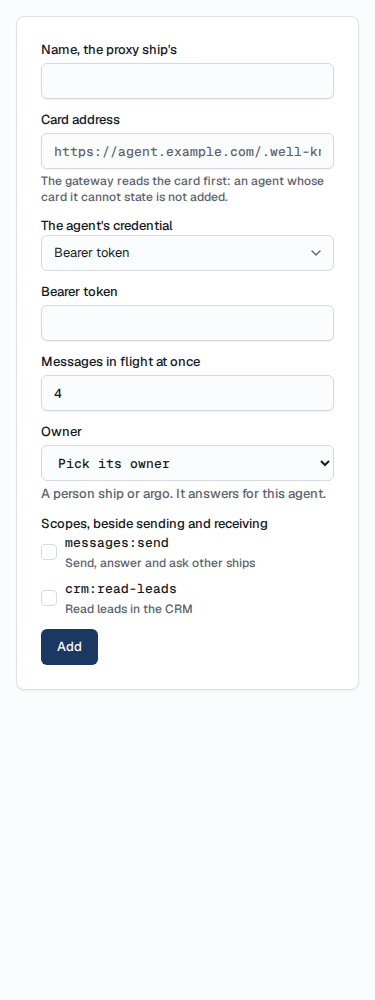 Name, the proxy ship's
Card address
https://agent.example.com/.well-kn
The gateway reads the card first: an agent whose
card it cannot state is not added.
The agent's credential
Bearer token
Bearer token
Messages in flight at once
4
Owner
Pick its owner
A person ship or argo. It answers for this agent.
Scopes, beside sending and receiving
messages:send
Send, answer and ask other ships
crm:read-leads
Read leads in the CRM
Add